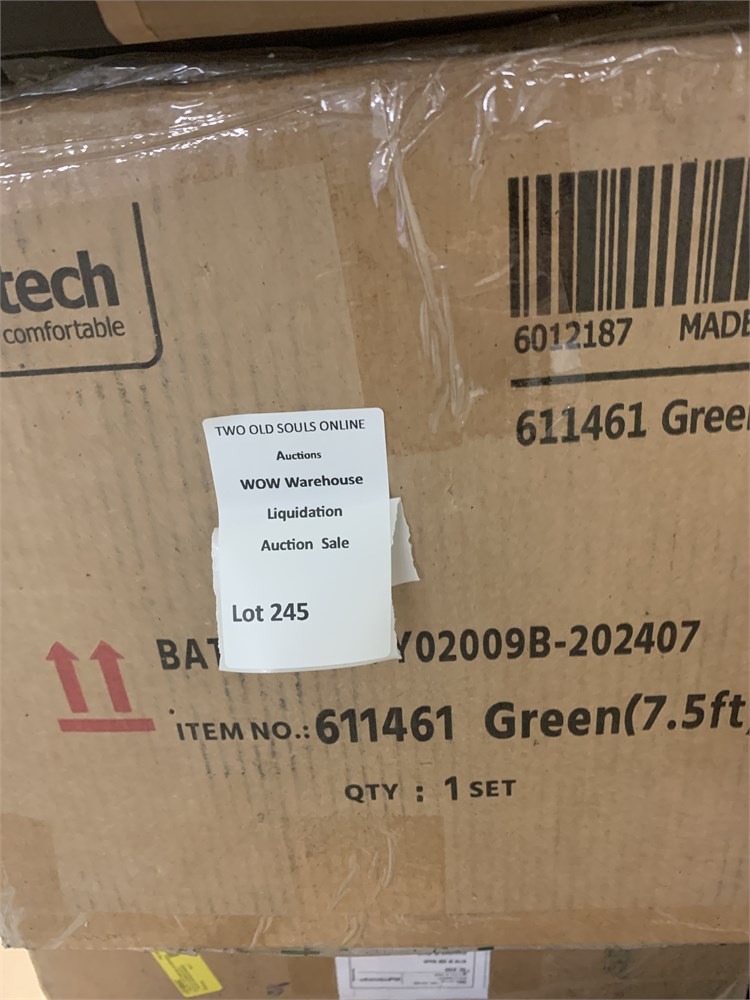 tech
comfortable
6012187 MADE
611461 Green
TWO OLD SOULS ONLINE
Auctions
WOW Warehouse
Liquidation
Auction Sale
Lot 245
BAT Y02009B-202407
ITEM NO.: 611461 Green(7.5ft
QTY : 1 SET